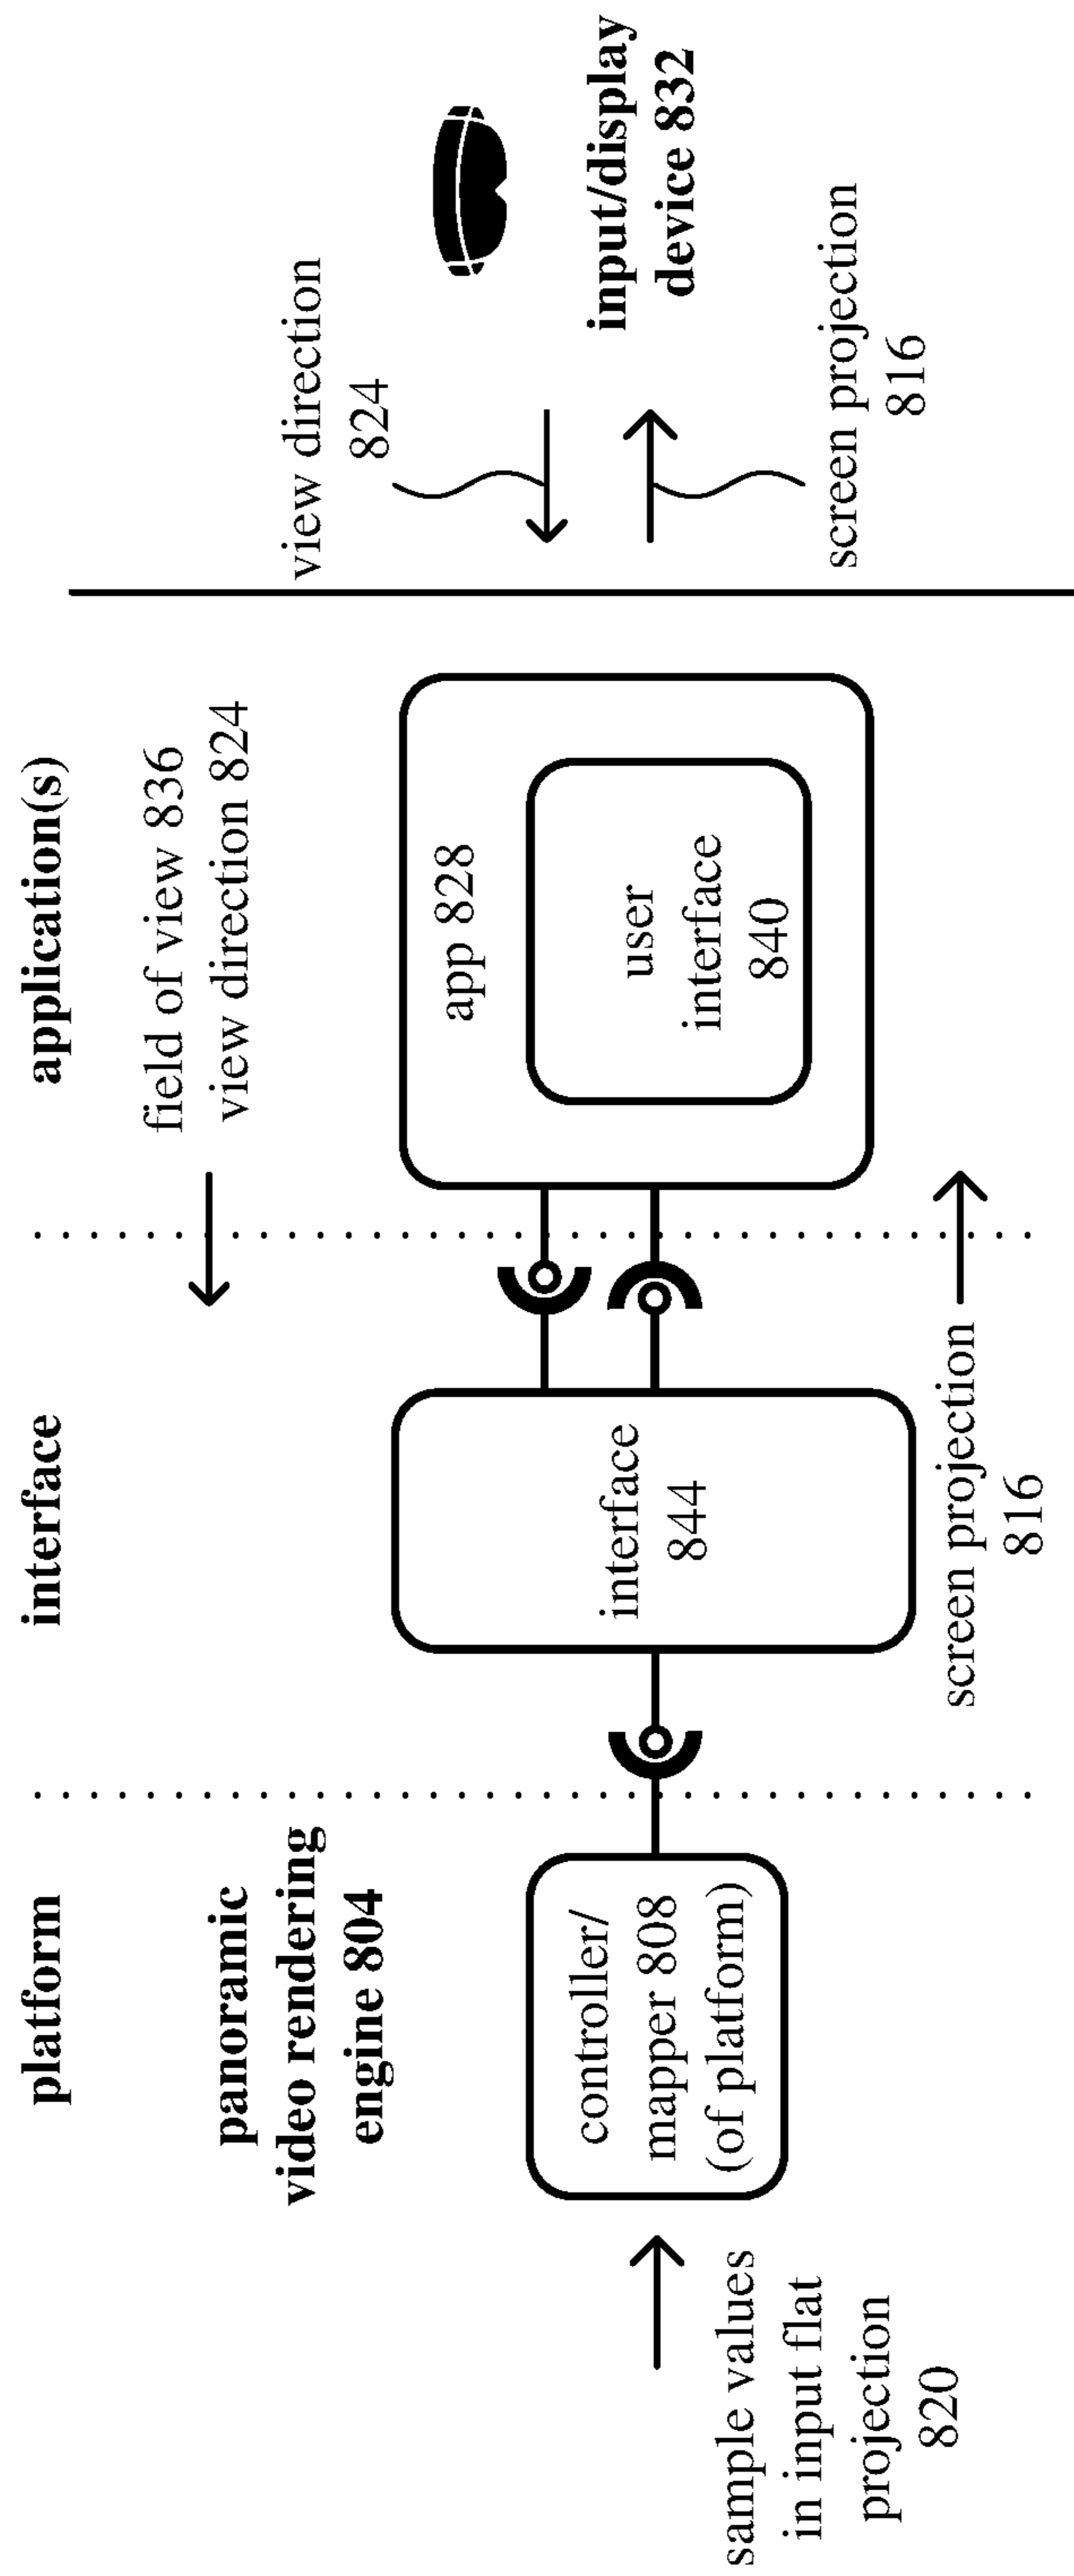 platform
interface
application(s)
panoramic
video rendering
engine 804
field of view 836
view direction 824
view direction
824
controller/
mapper 808
(of platform)
interface
844
app 828
user
interface
840
input/display
device 832
sample values
in input flat
projection
820
screen projection
816
screen projection
816